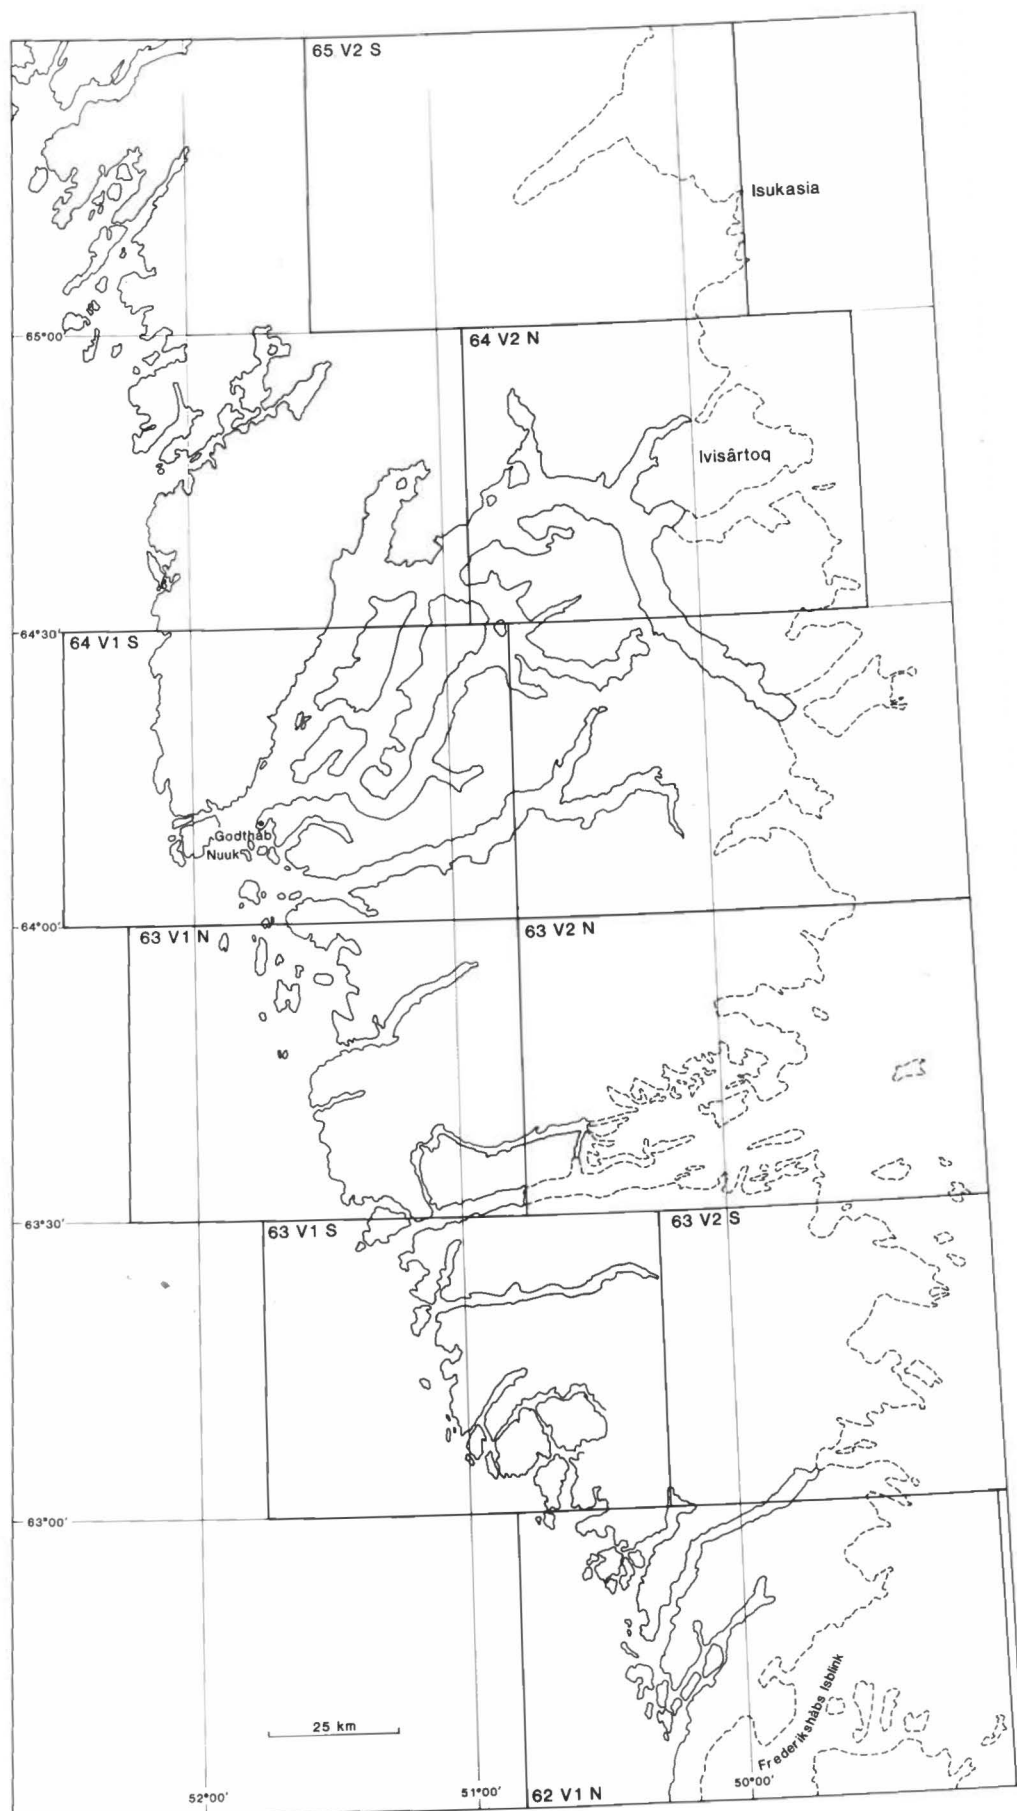 65 V2 S
Isukasia
65°00'
64 V2 N
Ivisârtoq
64°30'
64 V1 S
Godthåb
Nuuk
64°00'
63 V1 N
63 V2 N
63°30'
63 V1 S
63 V2 S
63°00'
25 km
Frederikshåbs Isblink
52°00'
51°00'
50°00'
62 V1 N